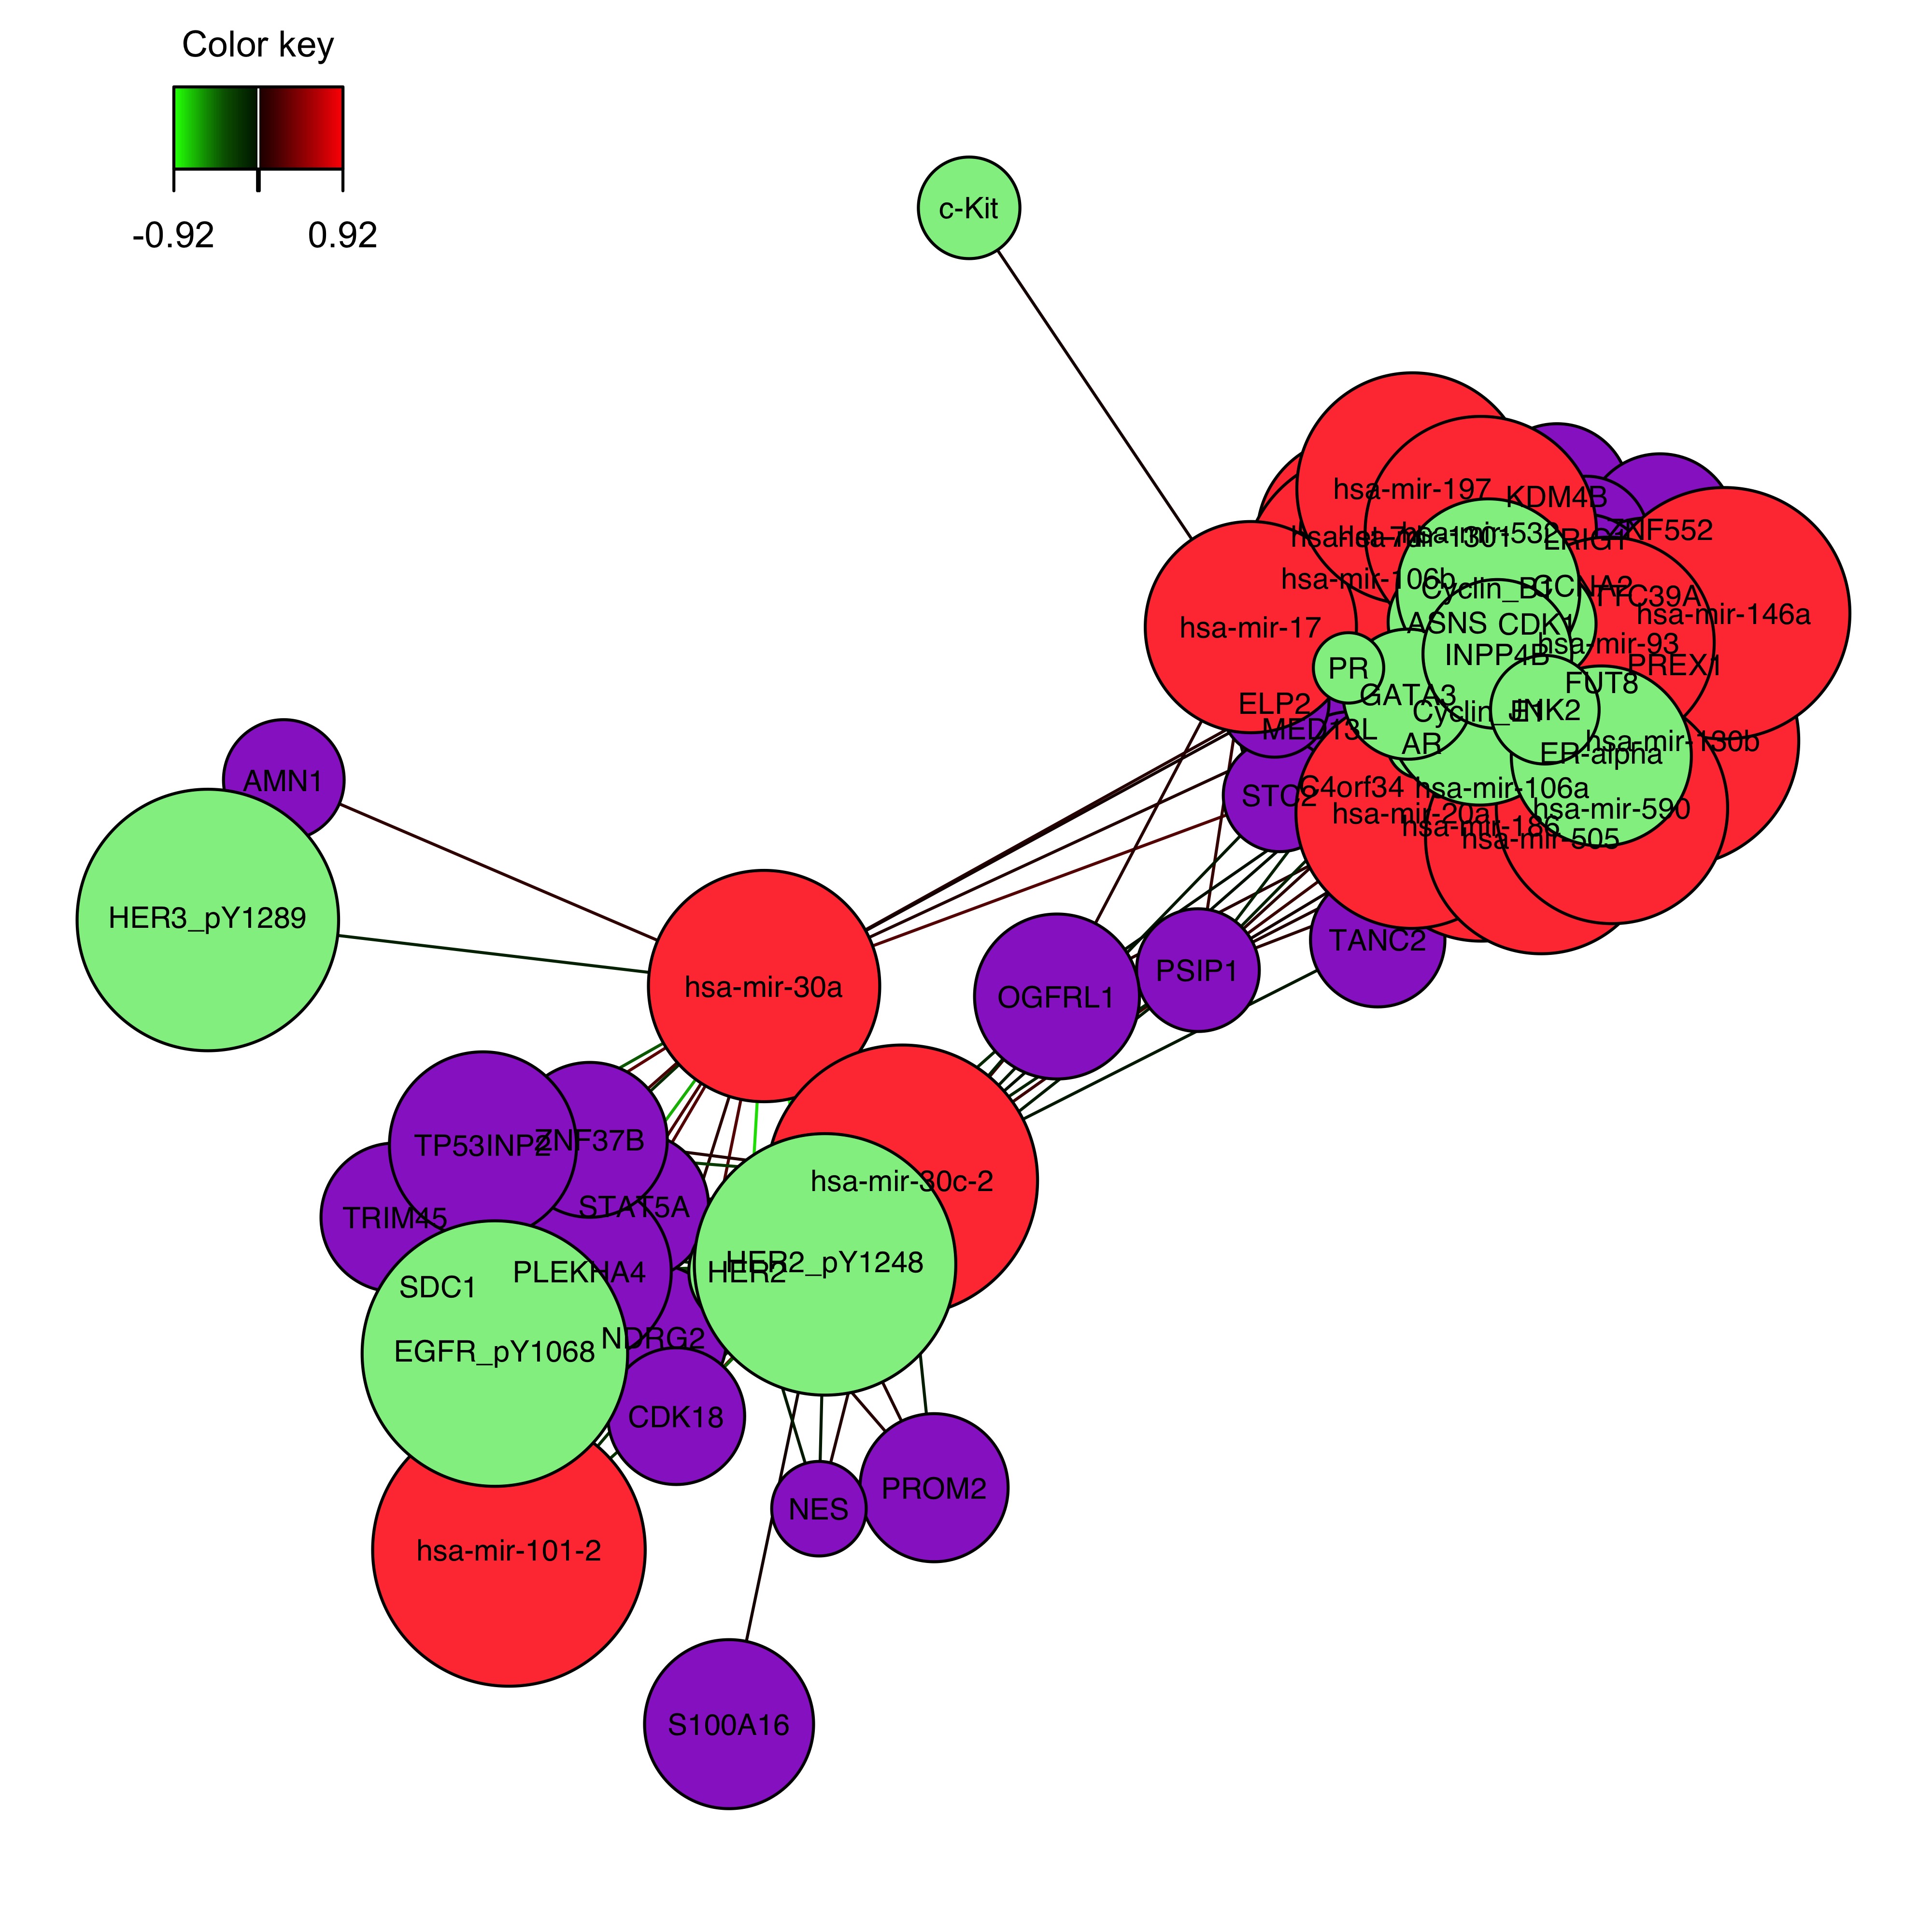 Color key
-0.92 0.92
c-Kit
hsa-mir-197
KDM4B
hsa-mir-532
ZNF552
hsa-mir-1301
LRIG1
hsa-mir-106b
Cyclin_B1
CCNA2
TTC39A
hsa-mir-146a
hsa-mir-17
ASNS
CDK1
hsa-mir-93
INPP4B
PREX1
PR
FUT8
GATA3
ELP2
Cyclin_E1
JNK2
MED13L
AR
hsa-mir-130b
ER-alpha
STC2
C4orf34
hsa-mir-106a
hsa-mir-20a
hsa-mir-590
hsa-mir-186
hsa-mir-505
AMN1
HER3_pY1289
TANC2
PSIP1
hsa-mir-30a
OGFRL1
TP53INP2
ZNF37B
hsa-mir-30c-2
STAT5A
TRIM45
HER2_pY1248
PLEKHA4
HER2
SDC1
NDRG2
EGFR_pY1068
CDK18
PROM2
NES
hsa-mir-101-2
S100A16